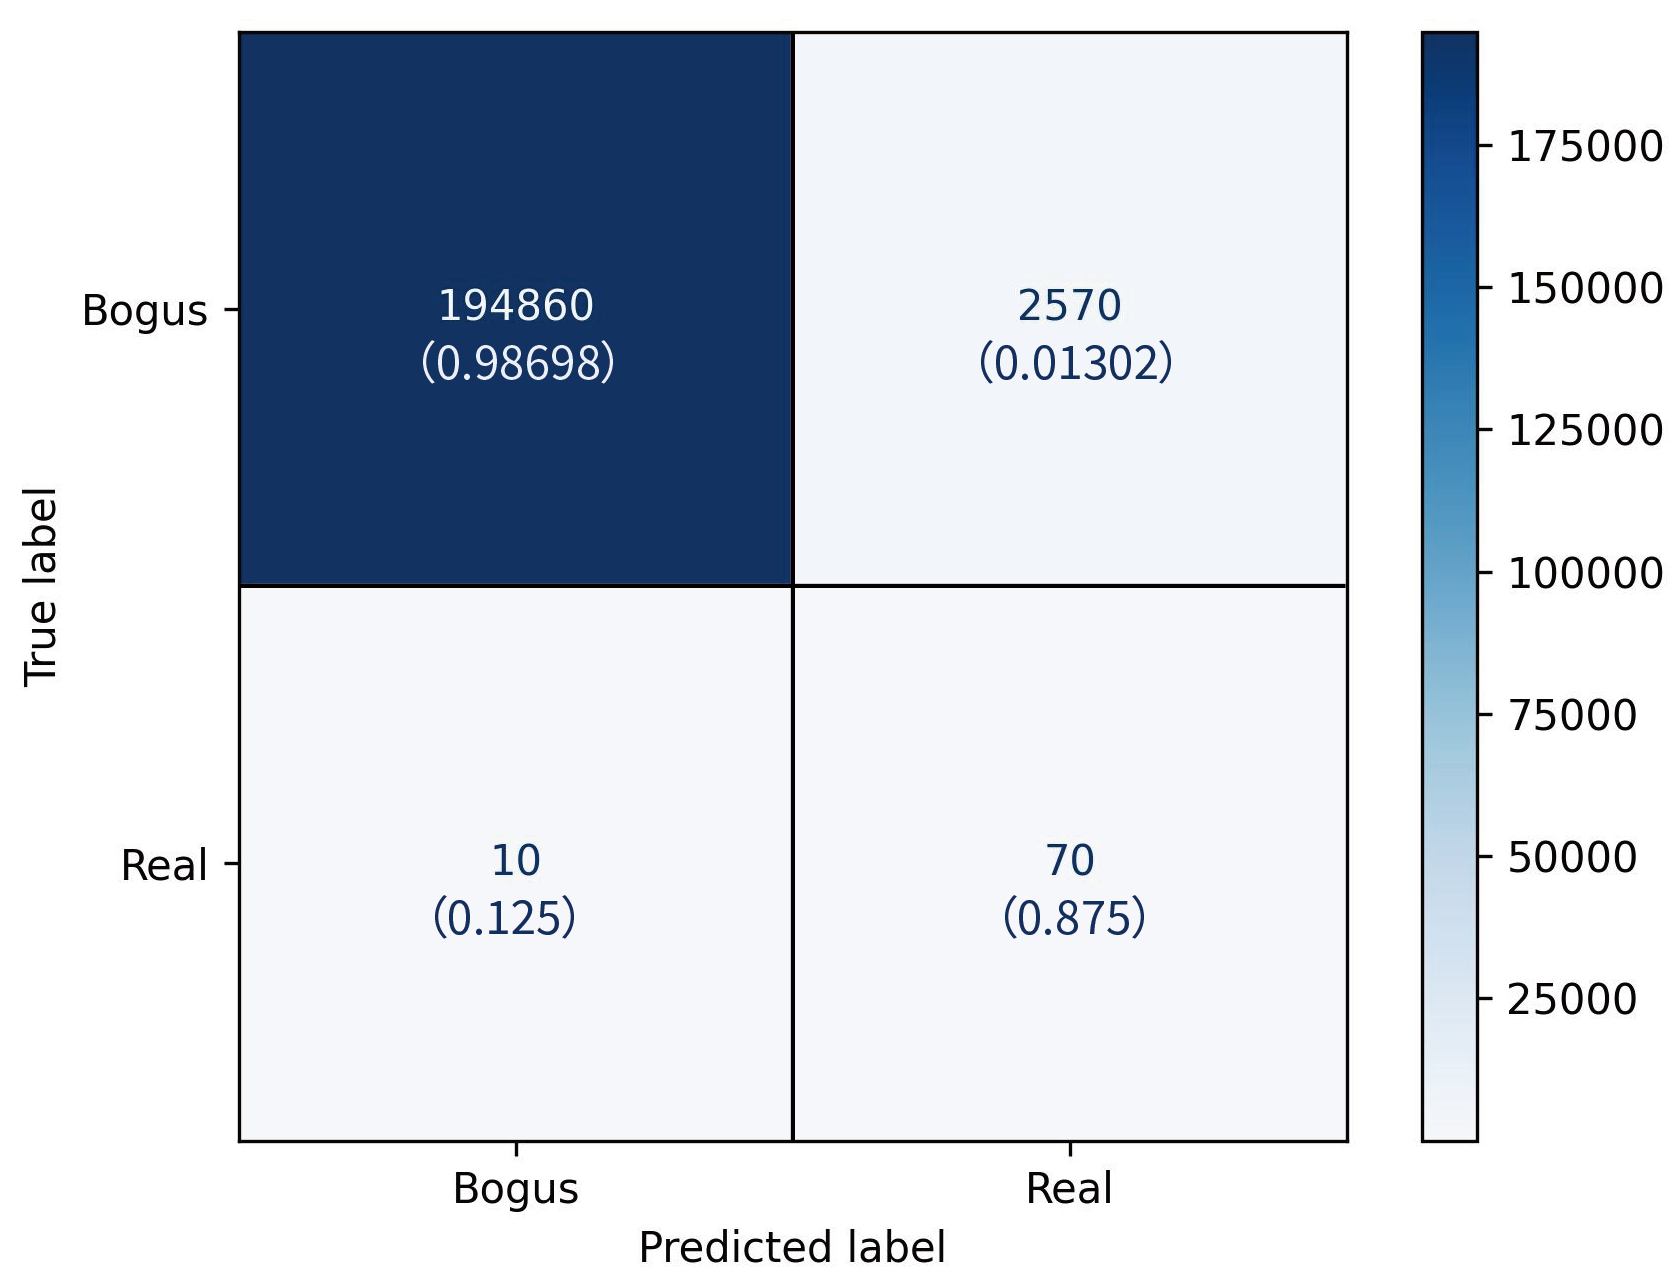 194860
(0.98698)
2570
(0.01302)
10
(0.125)
70
(0.875)
Bogus
Real
True label
Bogus
Real
Predicted label
175000
150000
125000
100000
75000
50000
25000